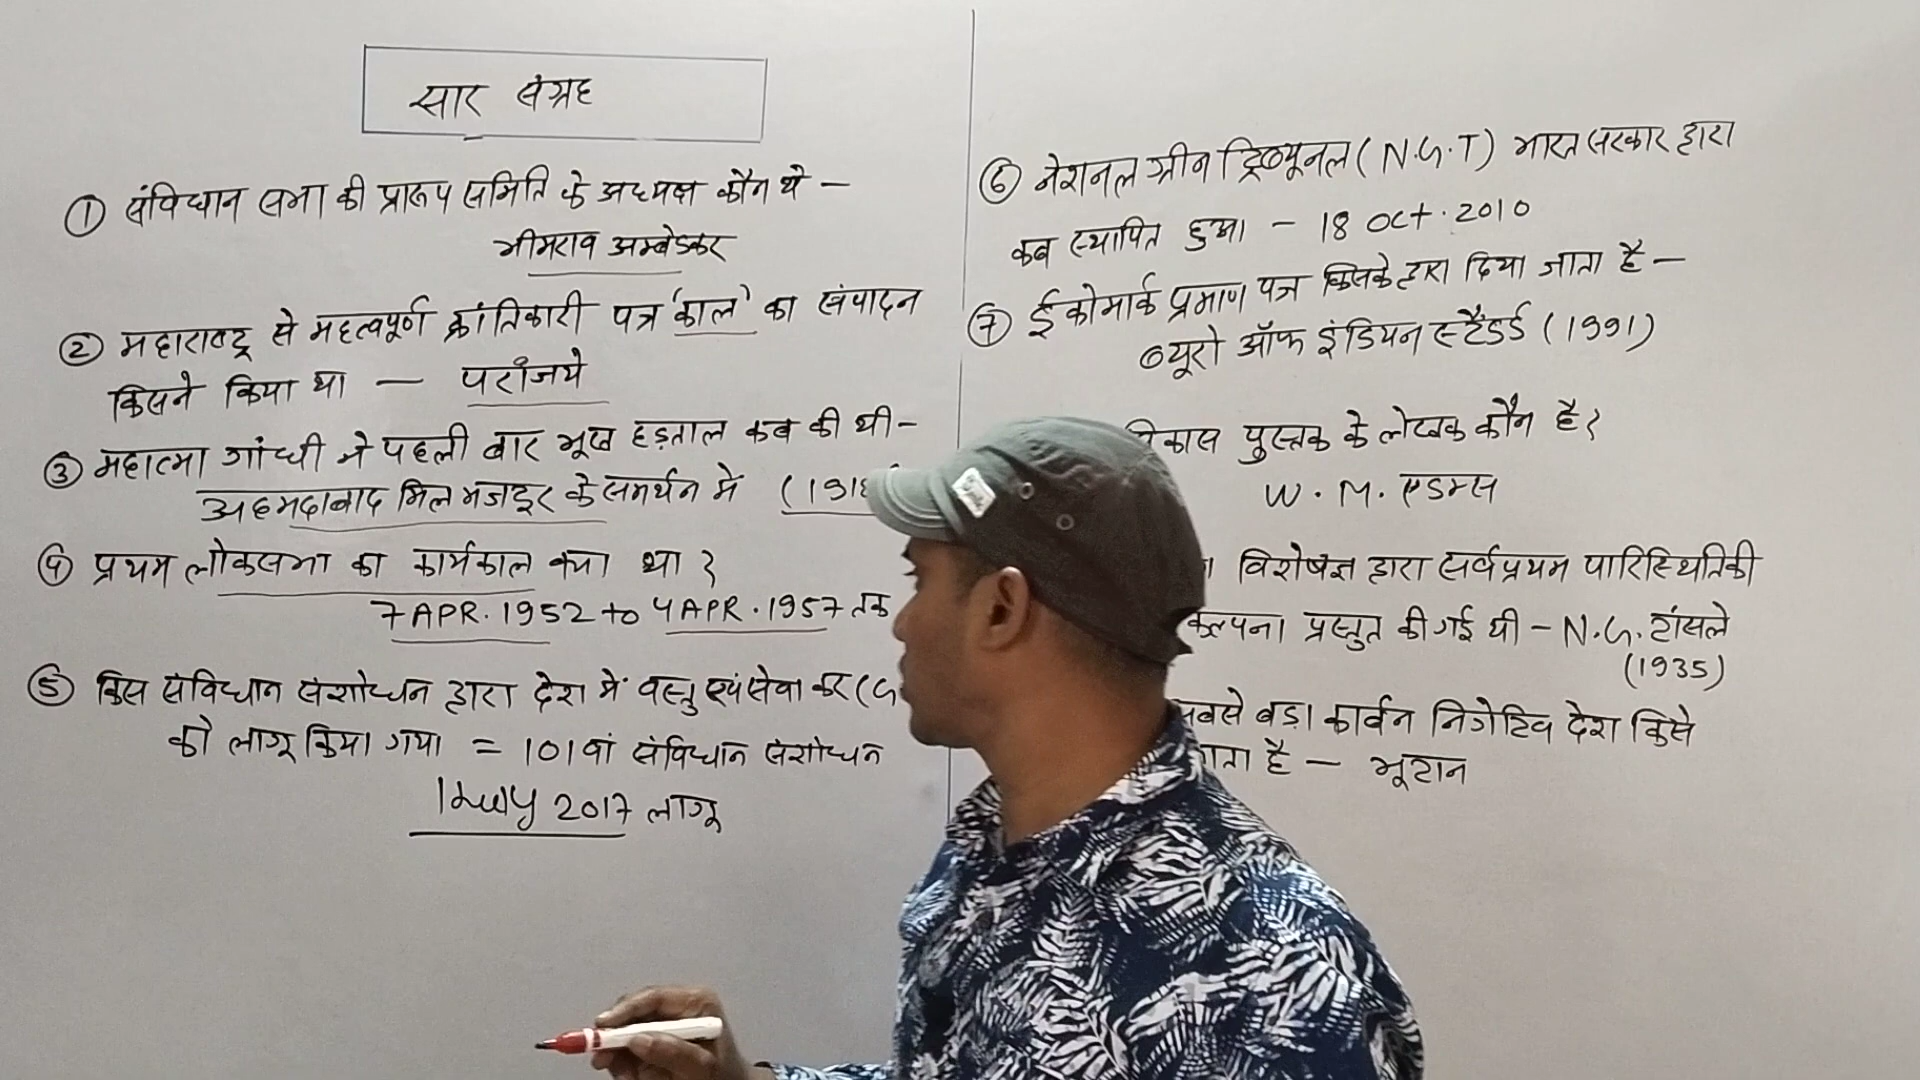 सार संग्रह
① संविधान सभा की प्रारूप समिति के अध्यक्ष कौन थे –
भीमराव अम्बेडकर
② महाराष्ट्र से महत्वपूर्ण क्रांतिकारी पत्र 'काल' का संपादन
किसने किया था — परांजये
③ महात्मा गांधी ने पहली बार भूख हड़ताल कब की थी–
अहमदाबाद मिल मजदूर के समर्थन में (191
④ प्रथम लोकसभा का कार्यकाल क्या था ?
7 APR. 1952 to 4 APR. 1957 तक
⑤ किस संविधान संशोधन द्वारा देश में वस्तु एवं सेवा कर (G
को लागू किया गया = 101वां संविधान संशोधन
1 July 2017 लागू
⑥ नेशनल ग्रीन ट्रिब्यूनल (N.G.T) भारत सरकार द्वारा
कब स्थापित हुआ – 18 Oct. 2010
⑦ ईकोमार्क प्रमाण पत्र किसके द्वारा दिया जाता है –
ब्यूरो ऑफ इंडियन स्टैंडर्ड (1991)
विकास पुस्तक के लेखक कौन है ?
W. M. एडम्स
विशेषज्ञ द्वारा सर्वप्रथम पारिस्थितिकी
कल्पना प्रस्तुत की गई थी – N.G. टांसले
(1935)
सबसे बड़ा कार्बन निगेटिव देश किसे
जाता है – भूटान